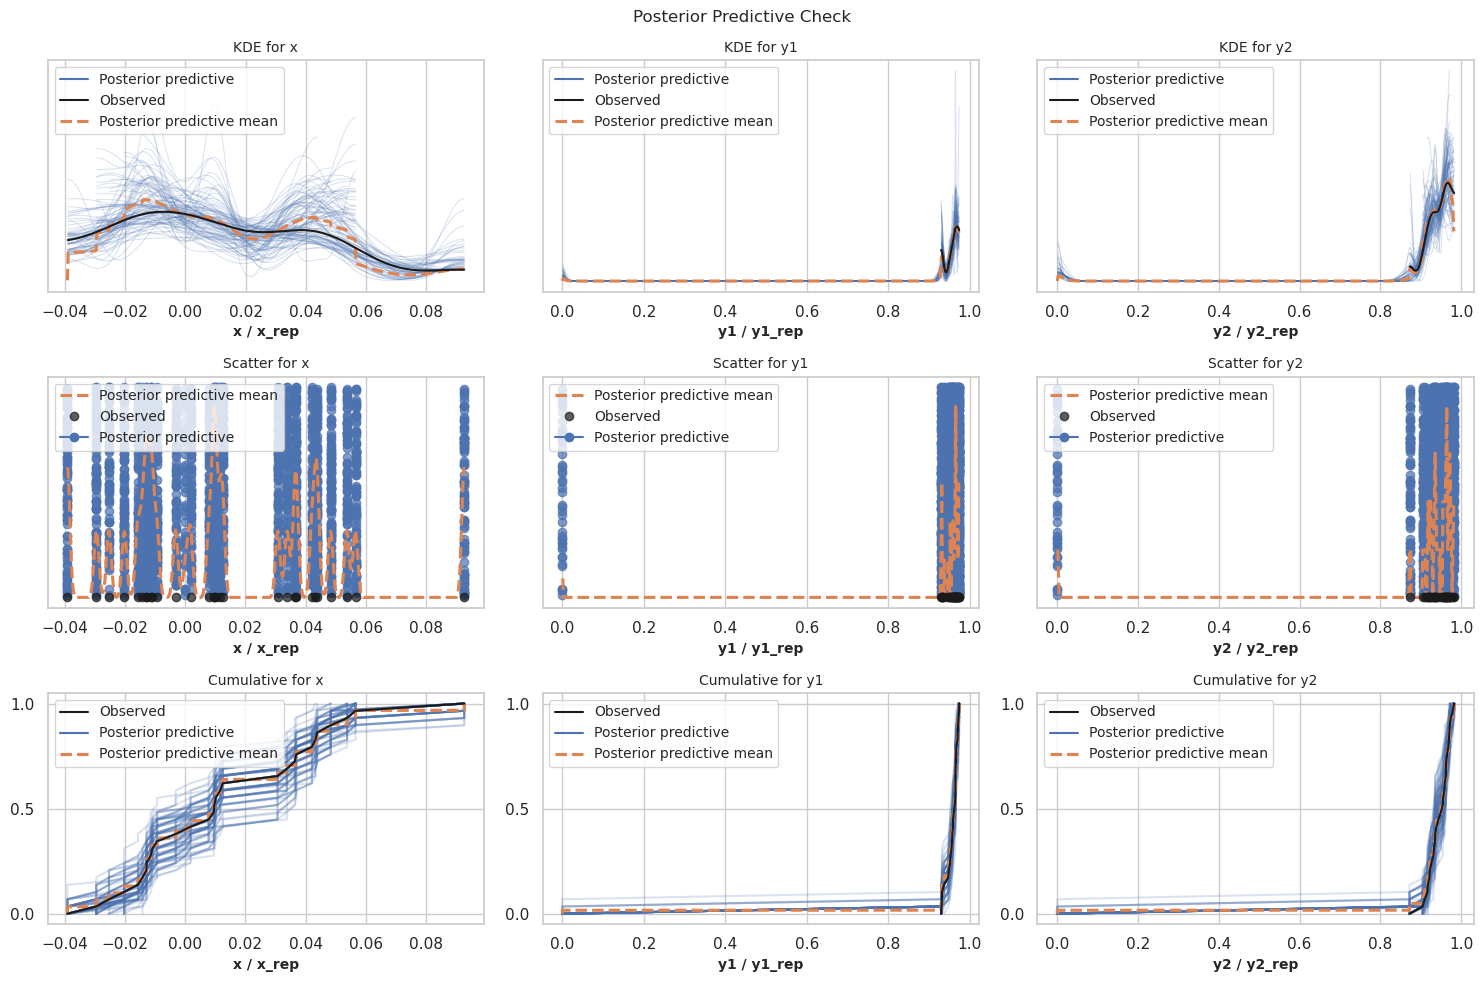 Posterior Predictive Check
KDE for x
Posterior predictive
Observed
Posterior predictive mean
−0.04 −0.02 0.00 0.02 0.04 0.06 0.08
x / x_rep
KDE for y1
Posterior predictive
Observed
Posterior predictive mean
0.0 0.2 0.4 0.6 0.8 1.0
y1 / y1_rep
KDE for y2
Posterior predictive
Observed
Posterior predictive mean
0.0 0.2 0.4 0.6 0.8 1.0
y2 / y2_rep
Scatter for x
Posterior predictive mean
Observed
Posterior predictive
−0.04 −0.02 0.00 0.02 0.04 0.06 0.08
x / x_rep
Scatter for y1
Posterior predictive mean
Observed
Posterior predictive
0.0 0.2 0.4 0.6 0.8 1.0
y1 / y1_rep
Scatter for y2
Posterior predictive mean
Observed
Posterior predictive
0.0 0.2 0.4 0.6 0.8 1.0
y2 / y2_rep
Cumulative for x
1.0
Observed
Posterior predictive
Posterior predictive mean
0.5
0.0
−0.04 −0.02 0.00 0.02 0.04 0.06 0.08
x / x_rep
Cumulative for y1
1.0
Observed
Posterior predictive
Posterior predictive mean
0.5
0.0
0.0 0.2 0.4 0.6 0.8 1.0
y1 / y1_rep
Cumulative for y2
1.0
Observed
Posterior predictive
Posterior predictive mean
0.5
0.0
0.0 0.2 0.4 0.6 0.8 1.0
y2 / y2_rep